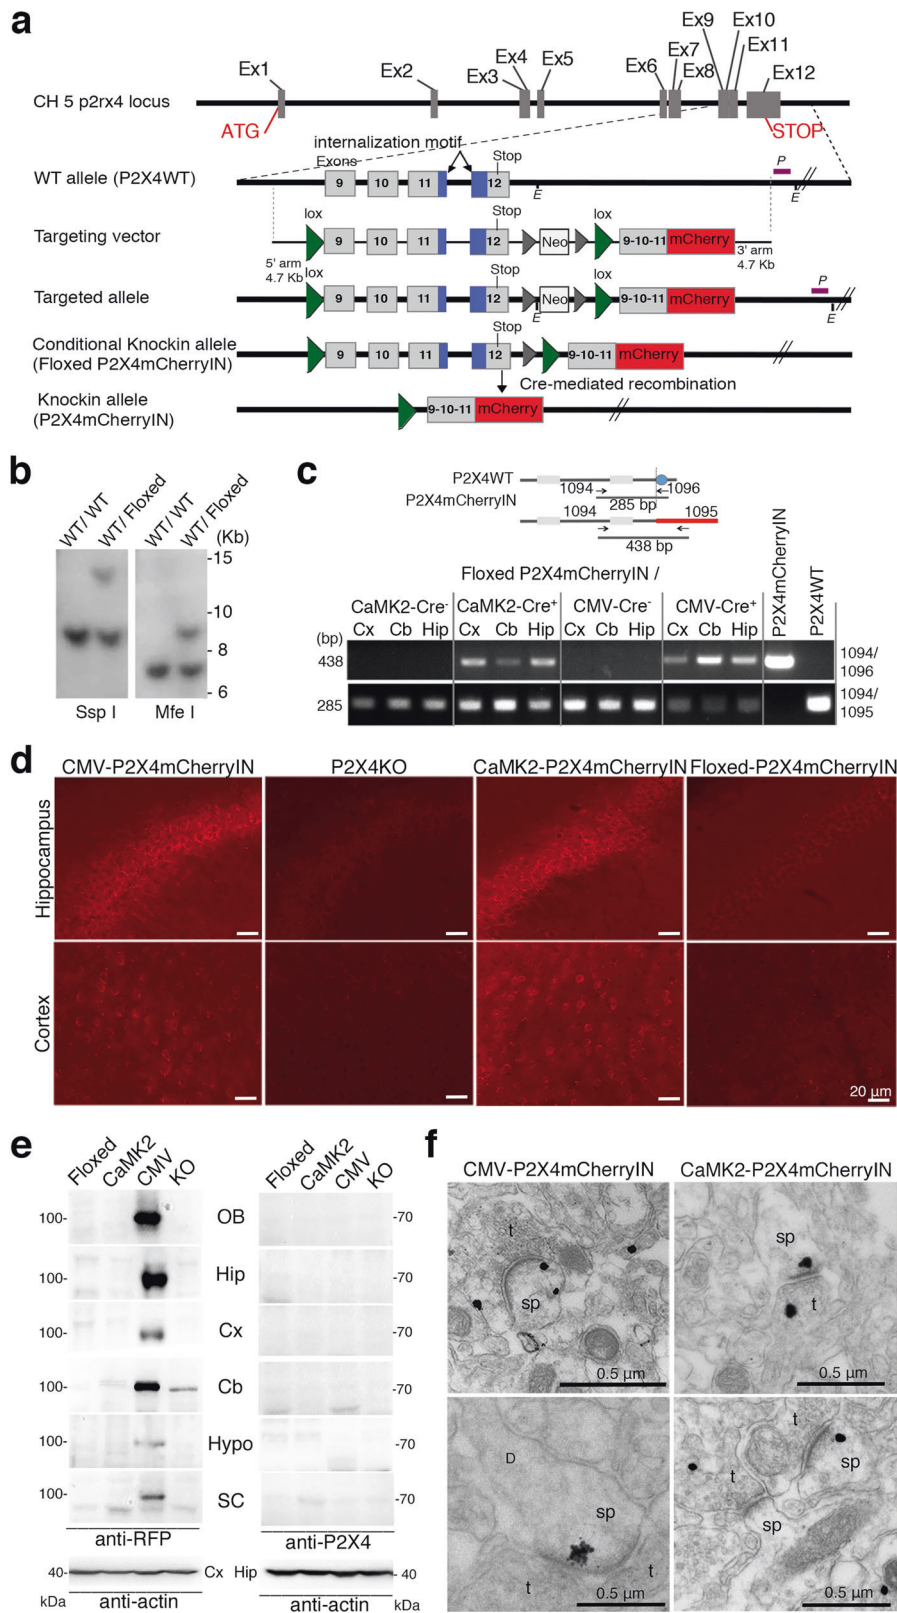 a
Ex1 Ex2 Ex3 Ex4 Ex5 Ex6 Ex7 Ex8 Ex9 Ex10 Ex11 Ex12
CH 5 p2rx4 locus
ATG STOP
internalization motif
Exons Stop P
WT allele (P2X4WT) 9 10 11 12 E E
lox Stop lox
Targeting vector 9 10 11 12 Neo 9-10-11 mCherry
5' arm 3' arm
4.7 Kb 4.7 Kb
lox Stop lox P
Targeted allele 9 10 11 12 E Neo 9-10-11 mCherry E
Stop
Conditional Knockin allele
(Floxed P2X4mCherryIN) 9 10 11 12 9-10-11 mCherry
Cre-mediated recombination
Knockin allele
(P2X4mCherryIN) 9-10-11 mCherry
b
WT/ WT WT/ Floxed WT/ WT WT/ Floxed
(Kb)
-15
-10
- 8
- 6
Ssp I Mfe I
c
P2X4WT
1094 1096
285 bp
P2X4mCherryIN
1094 1095
438 bp
Floxed P2X4mCherryIN / P2X4mCherryIN P2X4WT
CaMK2-Cre- CaMK2-Cre+ CMV-Cre- CMV-Cre+
(bp) Cx Cb Hip Cx Cb Hip Cx Cb Hip Cx Cb Hip
438 1094/
1096
285 1094/
1095
d
CMV-P2X4mCherryIN P2X4KO CaMK2-P2X4mCherryIN Floxed-P2X4mCherryIN
Hippocampus
Cortex
20 µm
e
Floxed CaMK2 CMV KO Floxed CaMK2 CMV KO
100- OB -70
100- Hip -70
100- Cx -70
100- Cb -70
100- Hypo -70
100- SC -70
anti-RFP anti-P2X4
40- Cx Hip - 40
kDa anti-actin anti-actin kDa
f
CMV-P2X4mCherryIN CaMK2-P2X4mCherryIN
t sp
sp t
0.5 µm 0.5 µm
D t
sp sp
t sp
t t
0.5 µm 0.5 µm